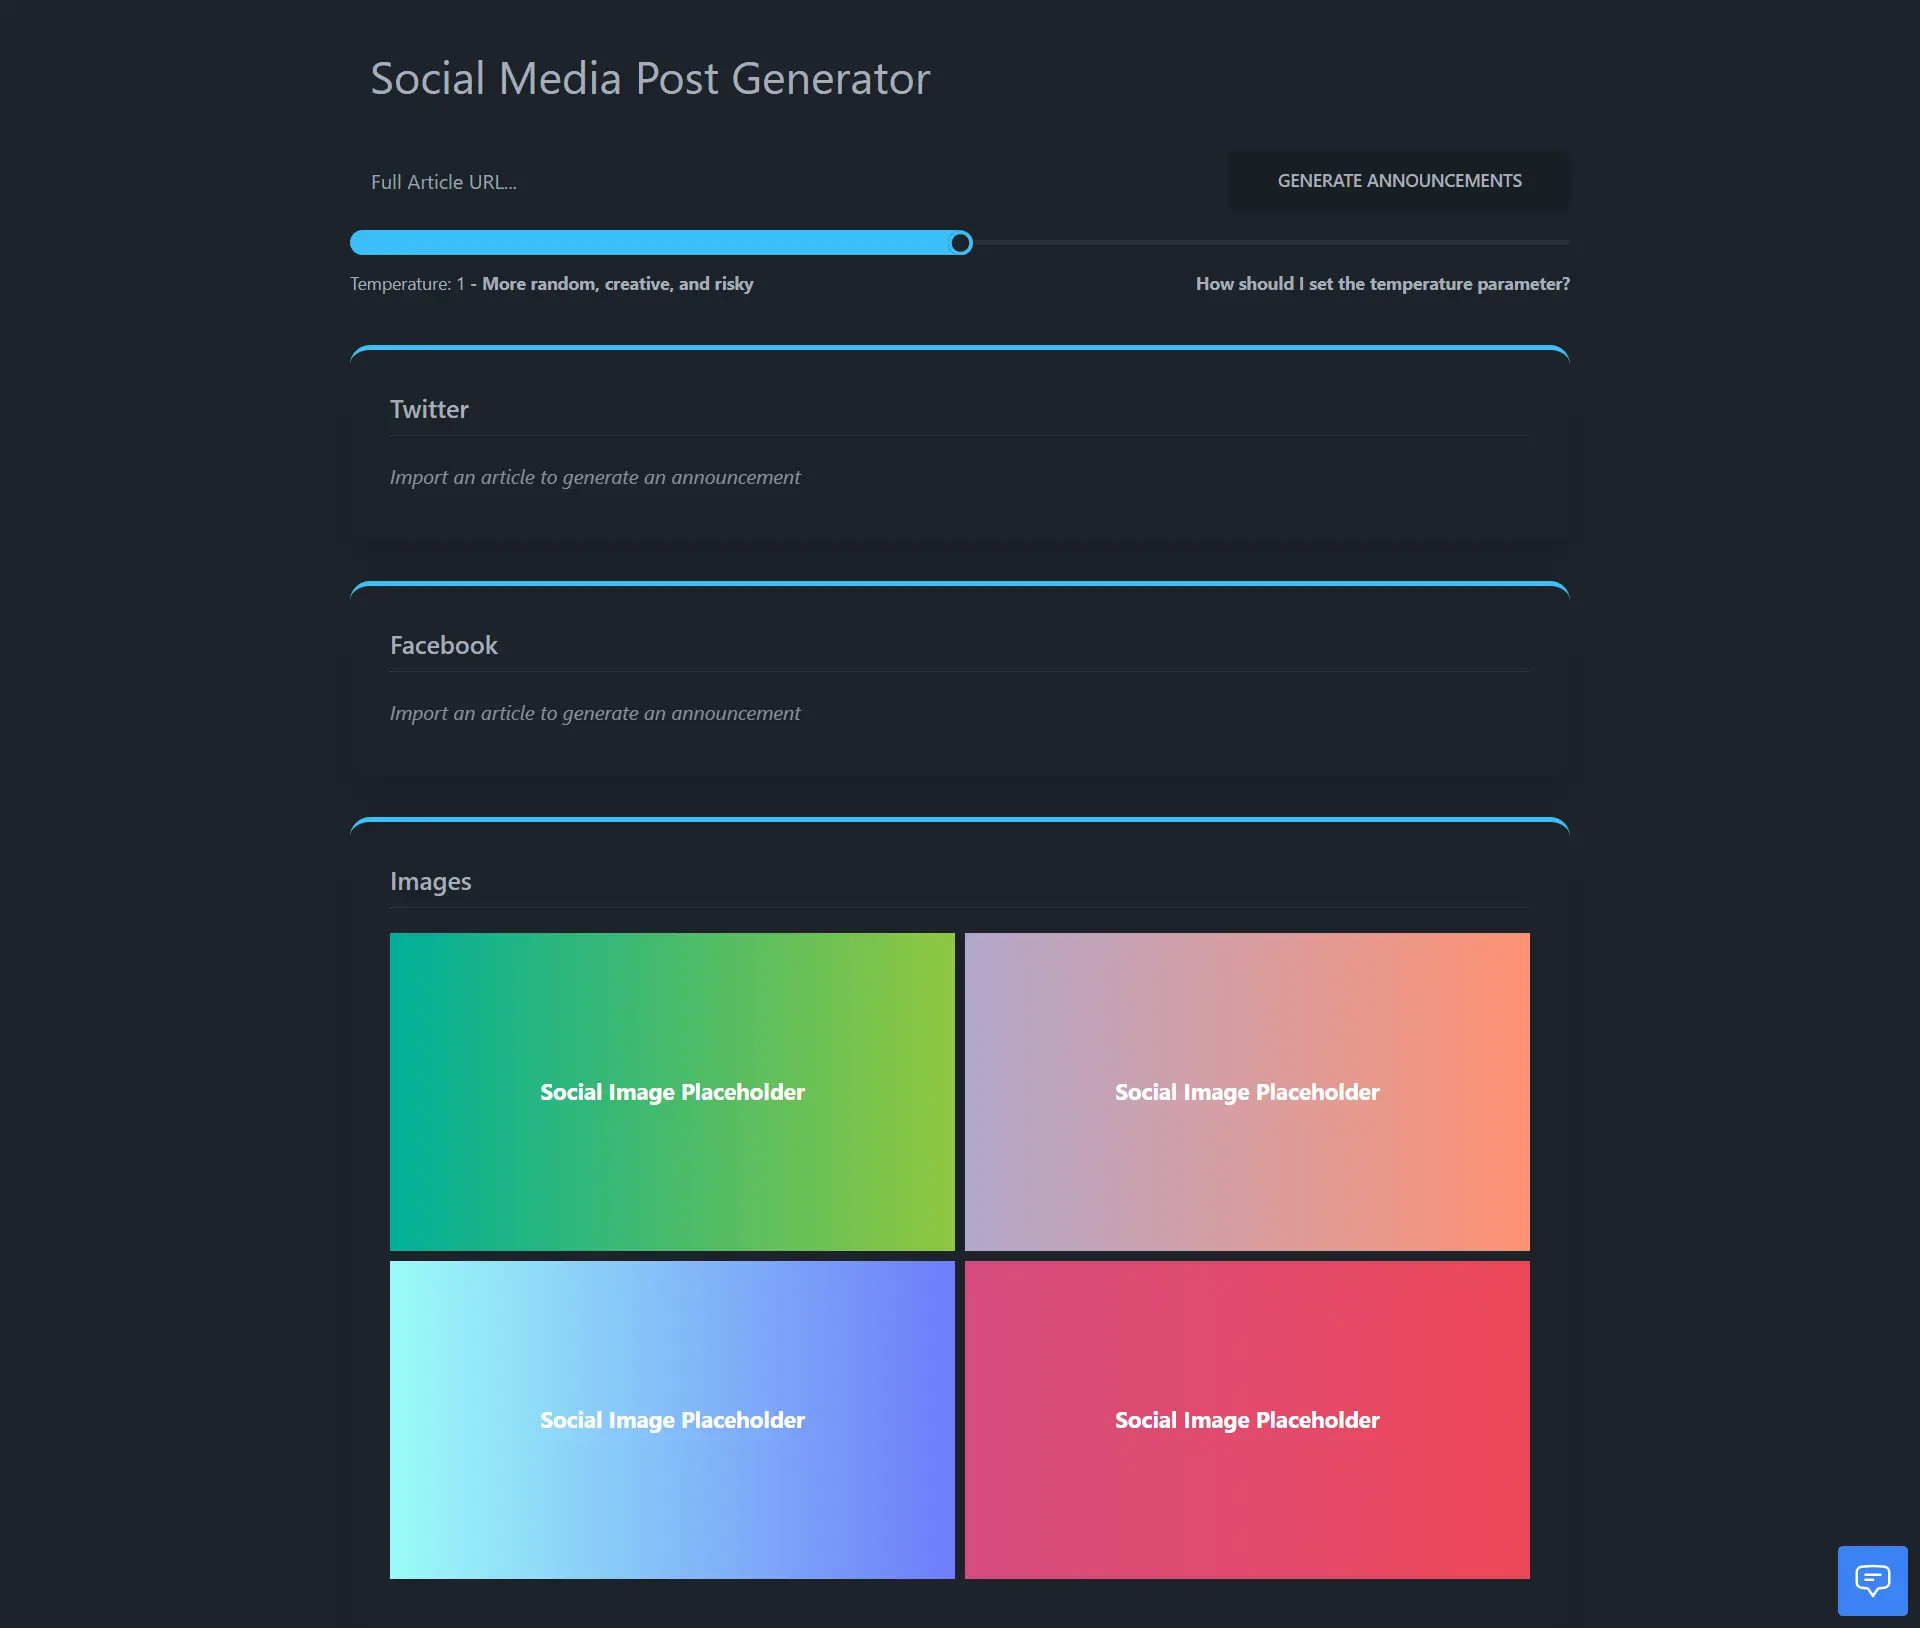 Social Media Post Generator
Full Article URL...
GENERATE ANNOUNCEMENTS
Temperature: 1 - More random, creative, and risky
How should I set the temperature parameter?
Twitter
Import an article to generate an announcement
Facebook
Import an article to generate an announcement
Images
Social Image Placeholder
Social Image Placeholder
Social Image Placeholder
Social Image Placeholder